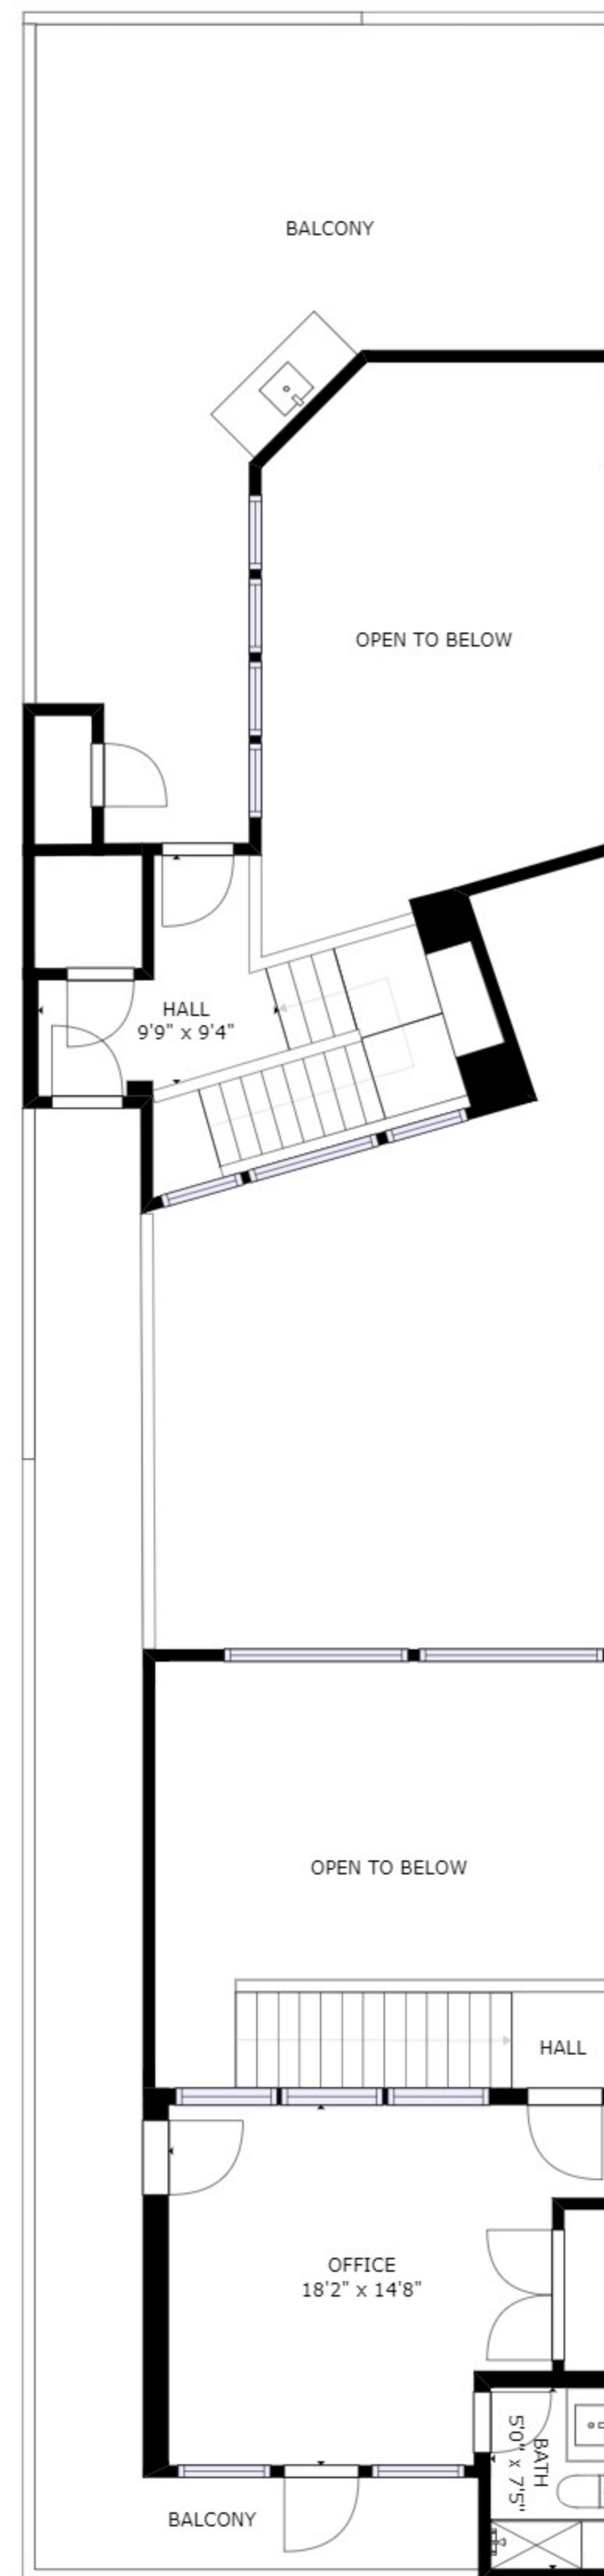 BALCONY
OPEN TO BELOW
HALL
9'9" x 9'4"
OPEN TO BELOW
HALL
OFFICE
18'2" x 14'8"
BATH
5'0" x 7'5"
BALCONY